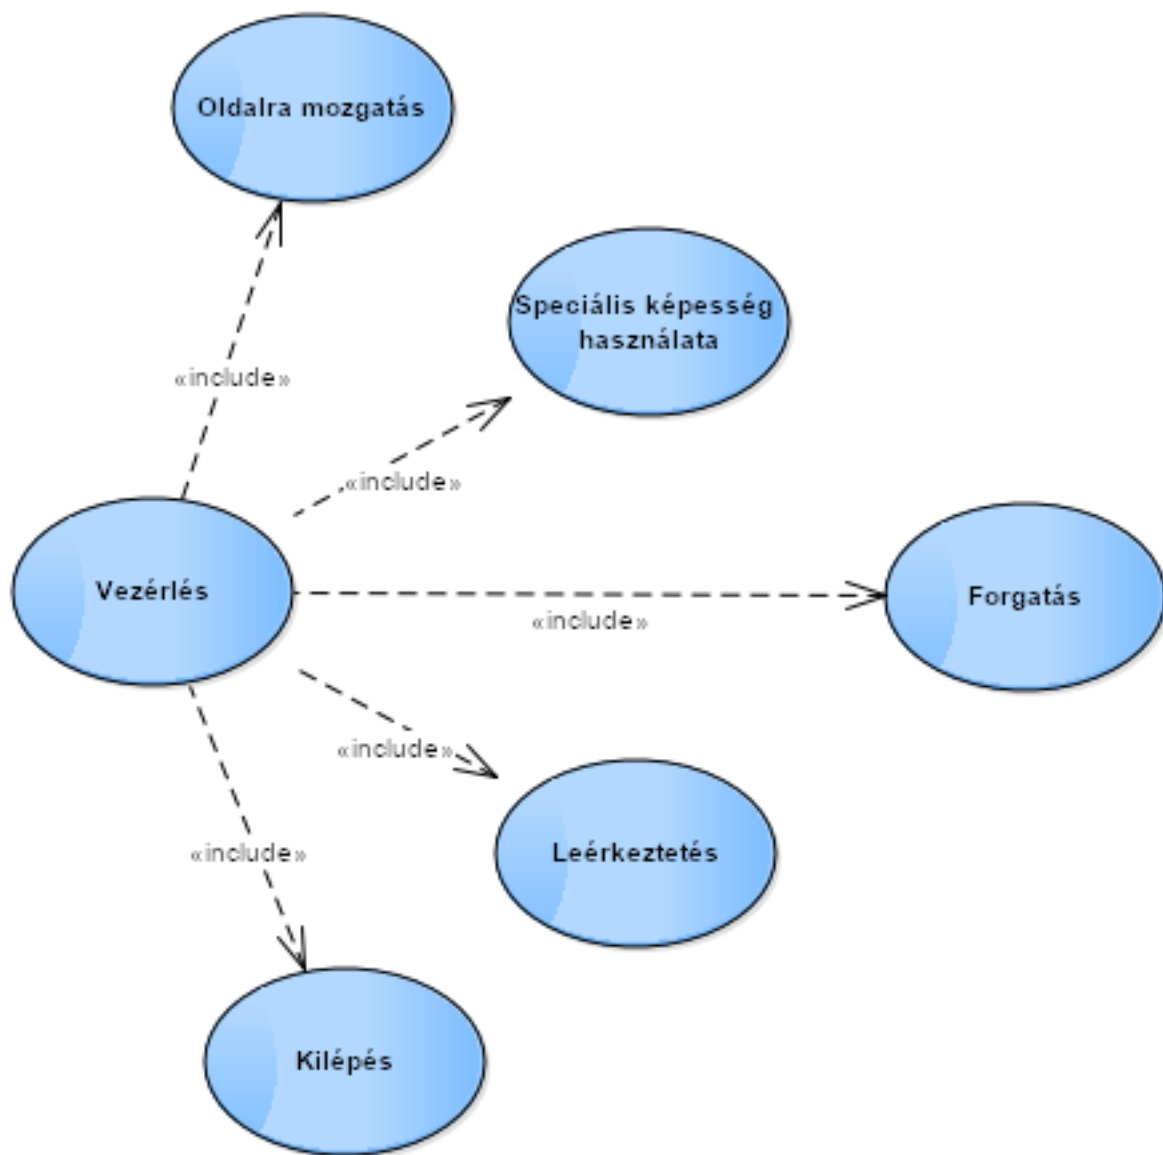 Oldalra mozgatás
Speciális képesség
használata
«include»
«include»
Vezérlés
Forgatás
«include»
«include»
Leérkeztetés
«include»
Kilépés